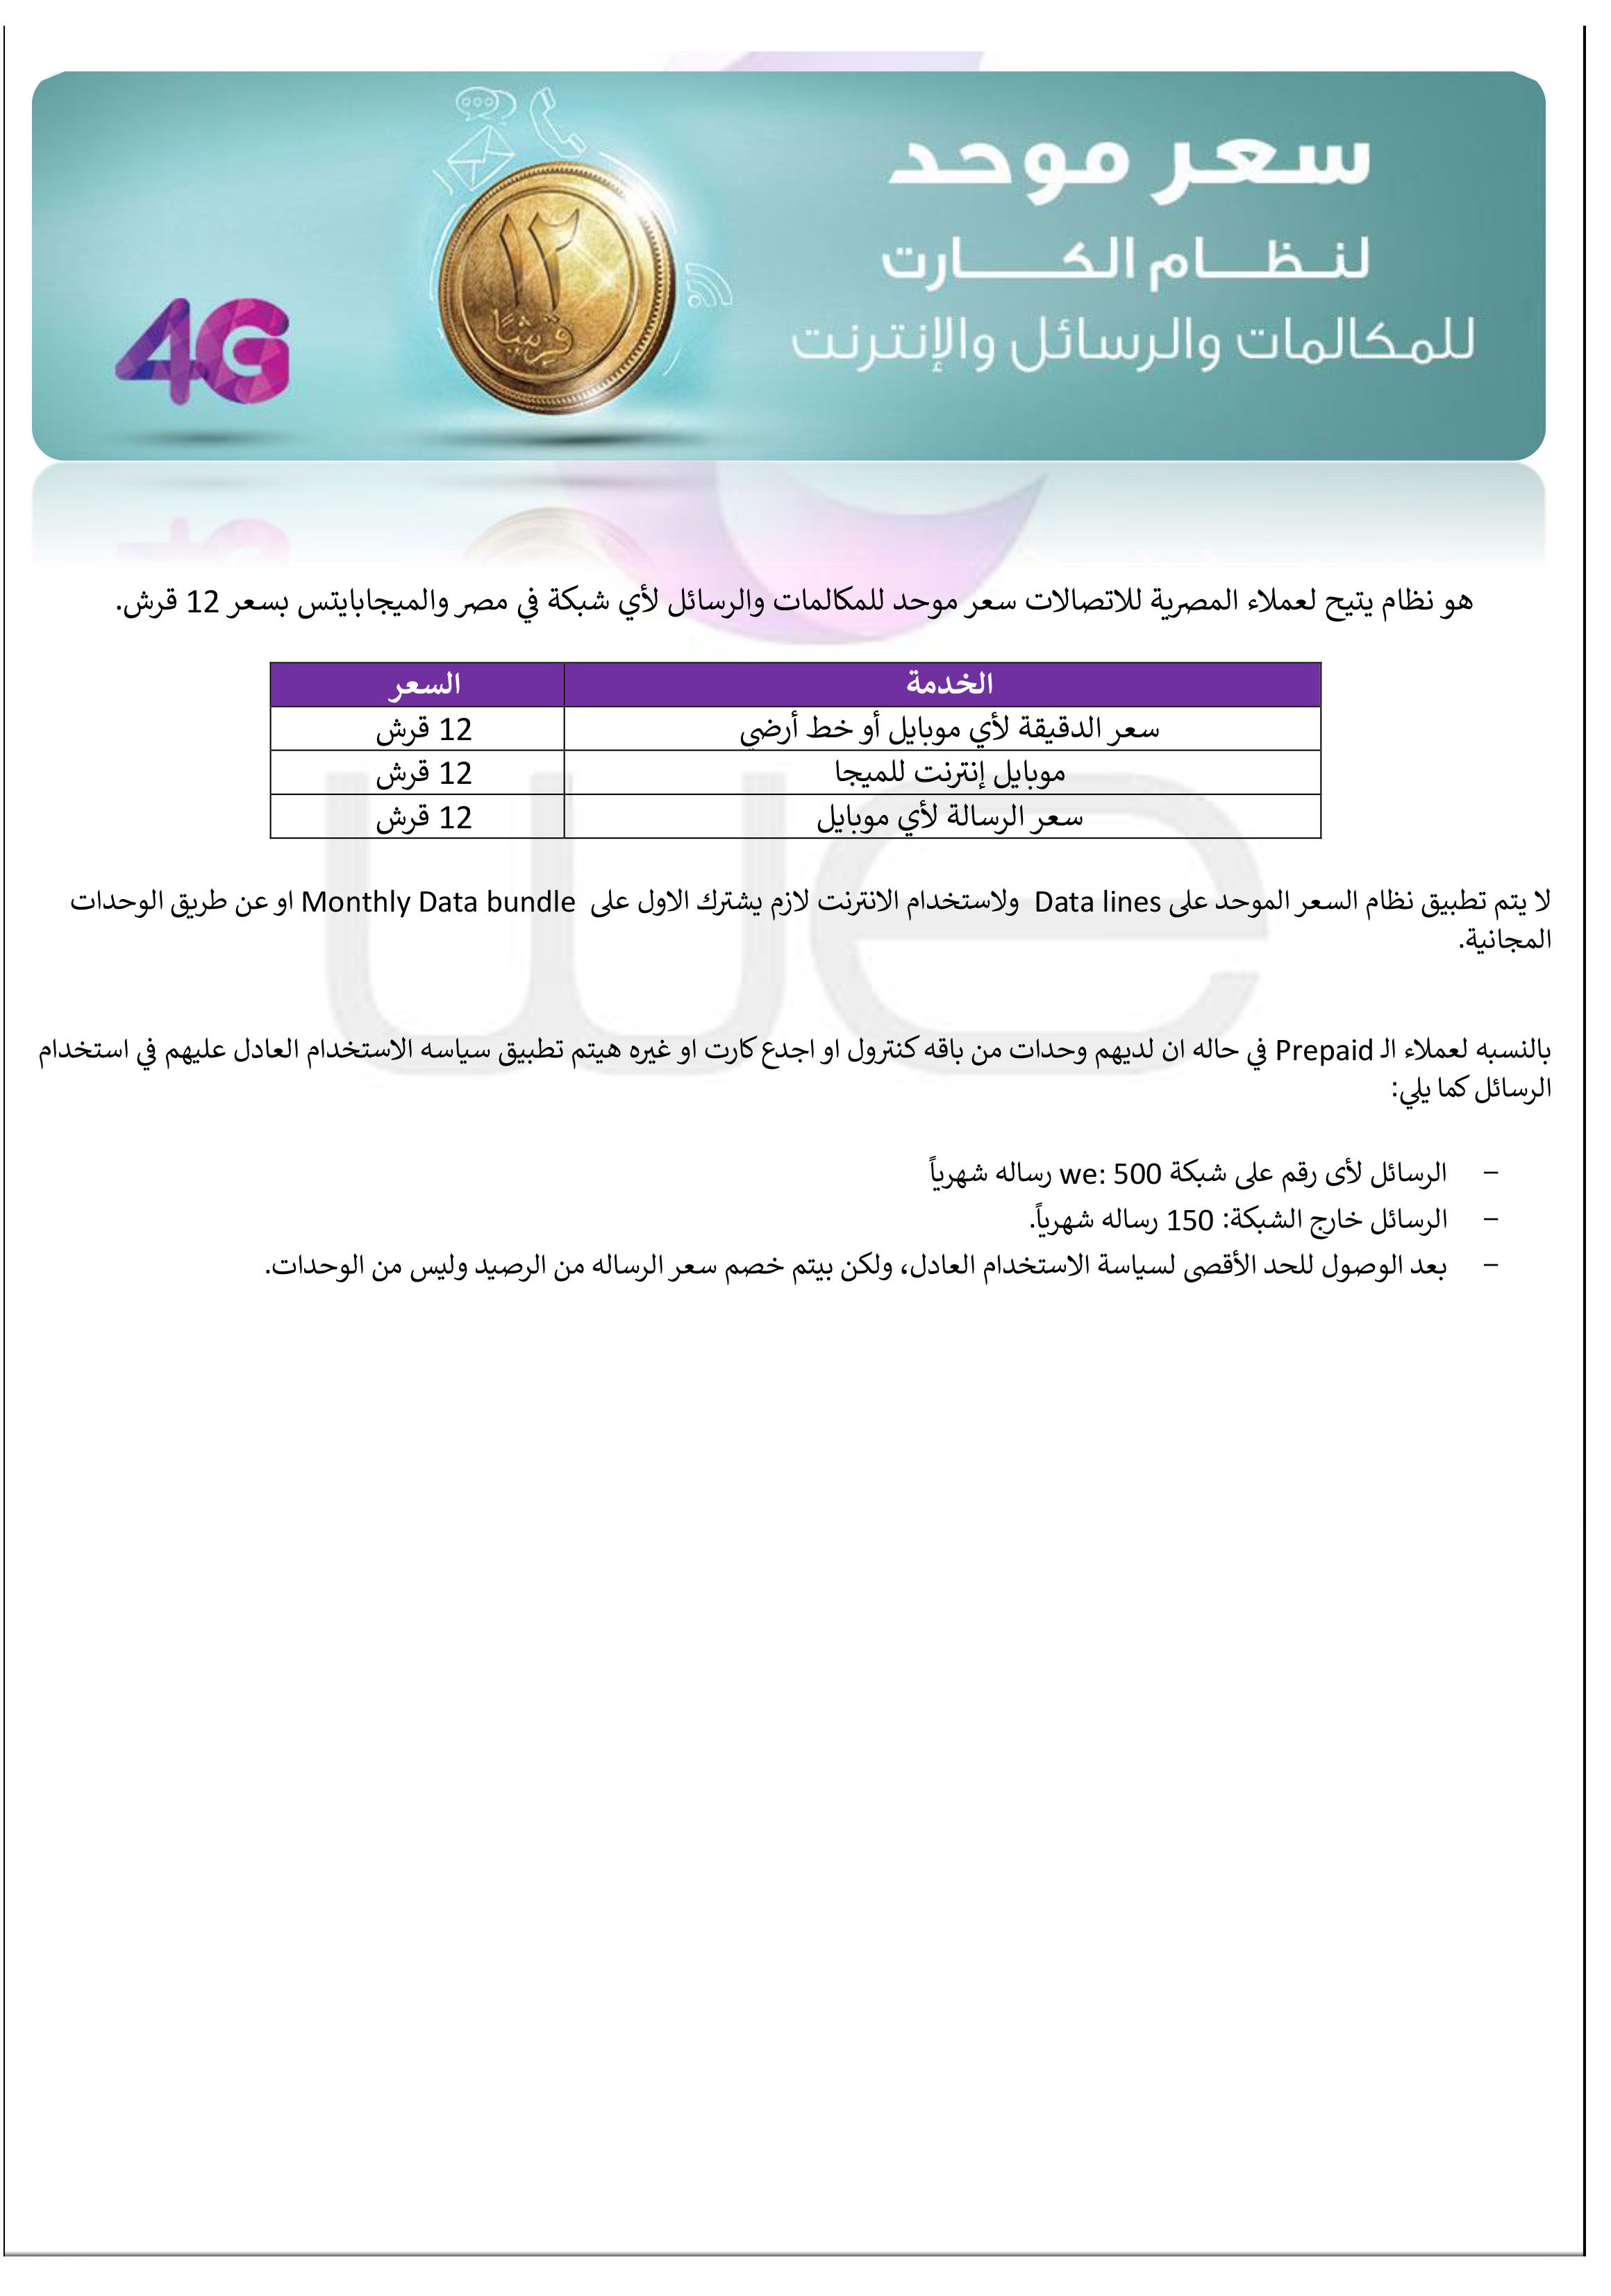 سعر موحد
لنظام الكارت
للمكالمات والرسائل والإنترنت
١٢
قرشًا
4G
هو نظام يتيح لعملاء المصرية للاتصالات سعر موحد للمكالمات والرسائل لأي شبكة في مصر والميجابايتس بسعر 12 قرش.
الخدمة السعر
سعر الدقيقة لأي موبايل أو خط أرضي 12 قرش
موبايل إنترنت للميجا 12 قرش
سعر الرسالة لأي موبايل 12 قرش
لا يتم تطبيق نظام السعر الموحد على Data lines ولاستخدام الانترنت لازم يشترك الاول على Monthly Data bundle او عن طريق الوحدات
المجانية.
بالنسبه لعملاء الـ Prepaid في حاله ان لديهم وحدات من باقه كنترول او اجدع كارت او غيره هيتم تطبيق سياسه الاستخدام العادل عليهم في استخدام
الرسائل كما يلي:
– الرسائل لأى رقم على شبكة we: 500 رساله شهرياً
– الرسائل خارج الشبكة: 150 رساله شهرياً.
– بعد الوصول للحد الأقصى لسياسة الاستخدام العادل، ولكن بيتم خصم سعر الرساله من الرصيد وليس من الوحدات.
we